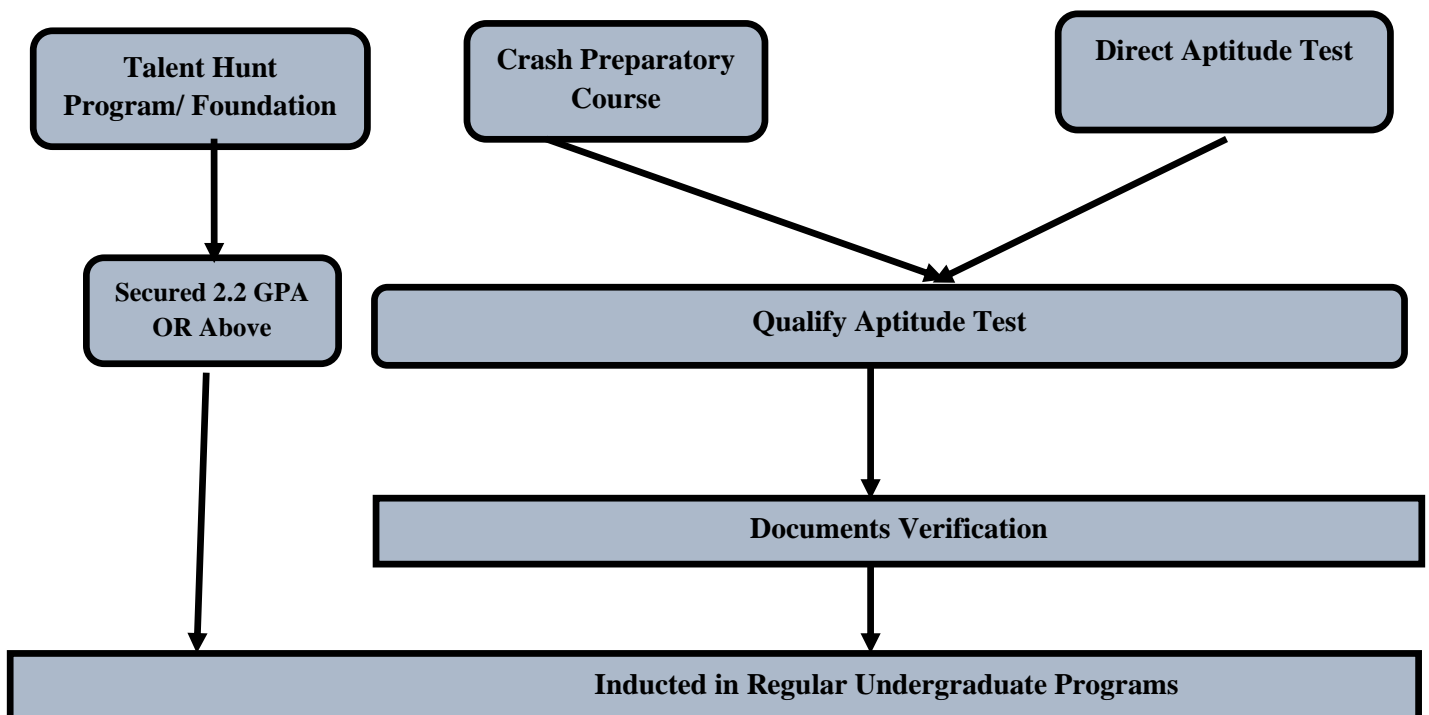 Talent Hunt
Program/ Foundation
Crash Preparatory
Course
Direct Aptitude Test
Secured 2.2 GPA
OR Above
Qualify Aptitude Test
Documents Verification
Inducted in Regular Undergraduate Programs